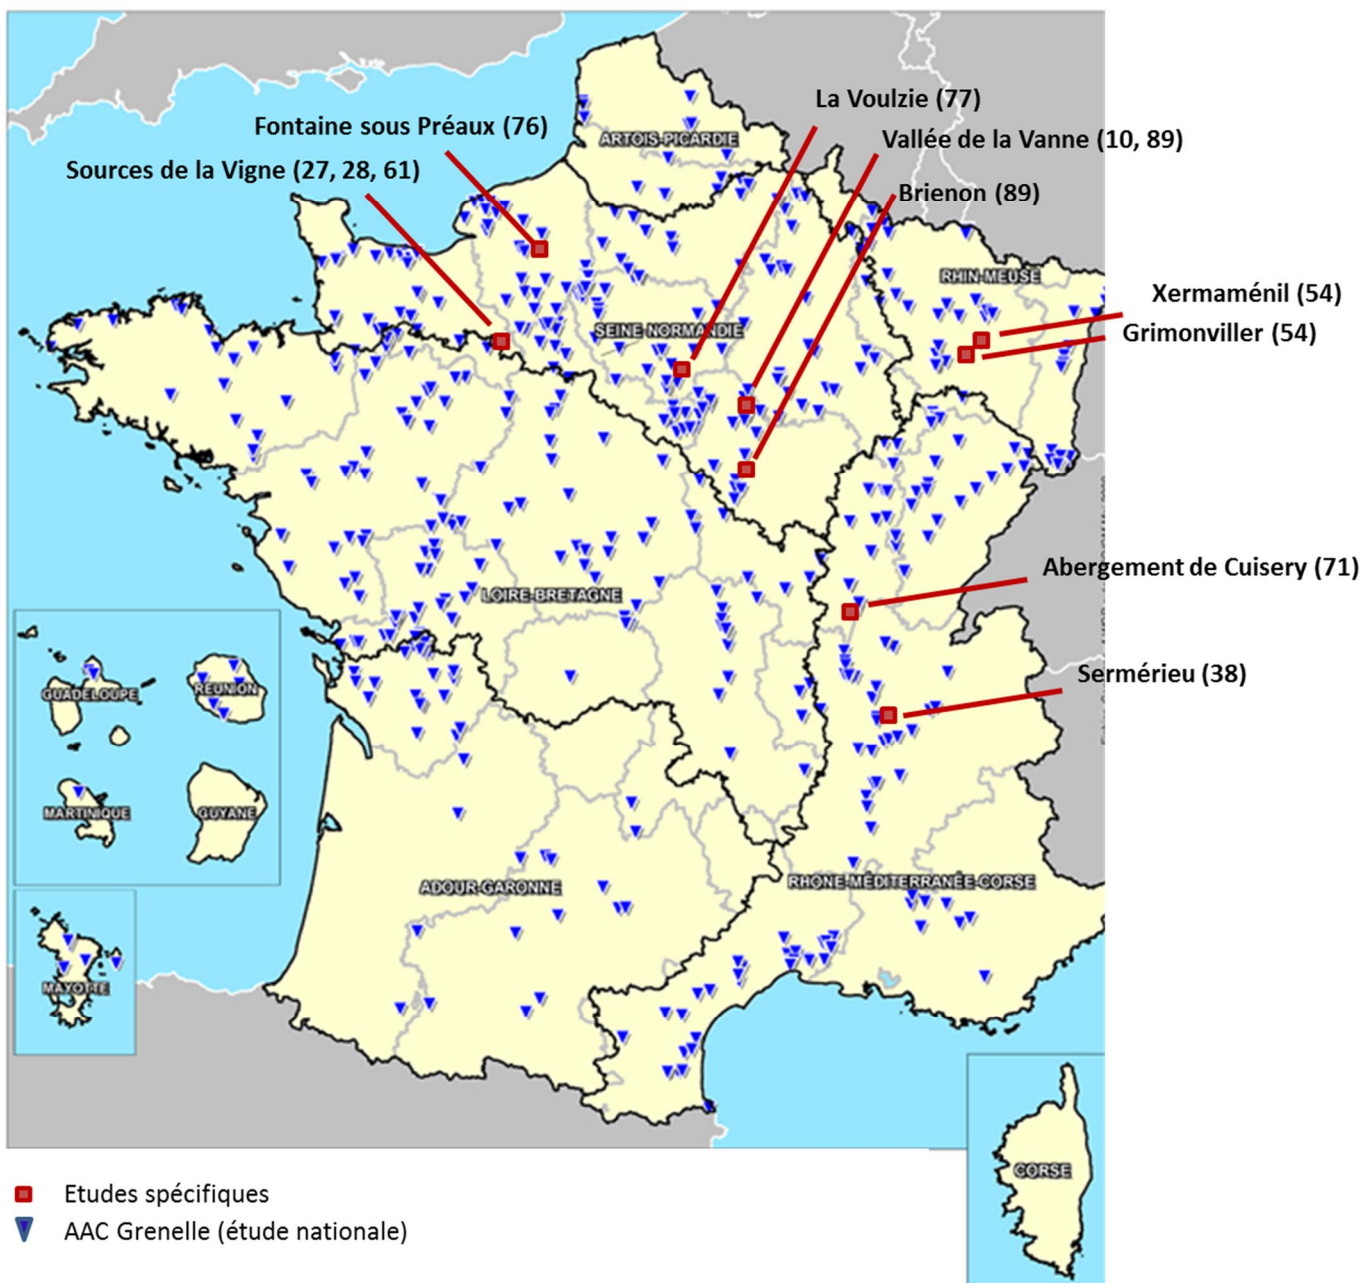 La Voulzie (77)
Fontaine sous Préaux (76)
Vallée de la Vanne (10, 89)
ARTOIS-PICARDIE
Sources de la Vigne (27, 28, 61)
Brienon (89)
RHIN-MEUSE
Xermaménil (54)
SEINE-NORMANDIE
Grimonviller (54)
Abergement de Cuisery (71)
LOIRE-BRETAGNE
Sermérieu (38)
GUADELOUPE
REUNION
MARTINIQUE
GUYANE
ADOUR-GARONNE
RHONE-MÉDITERRANÉE-CORSE
MAYOTTE
CORSE
Etudes spécifiques
AAC Grenelle (étude nationale)